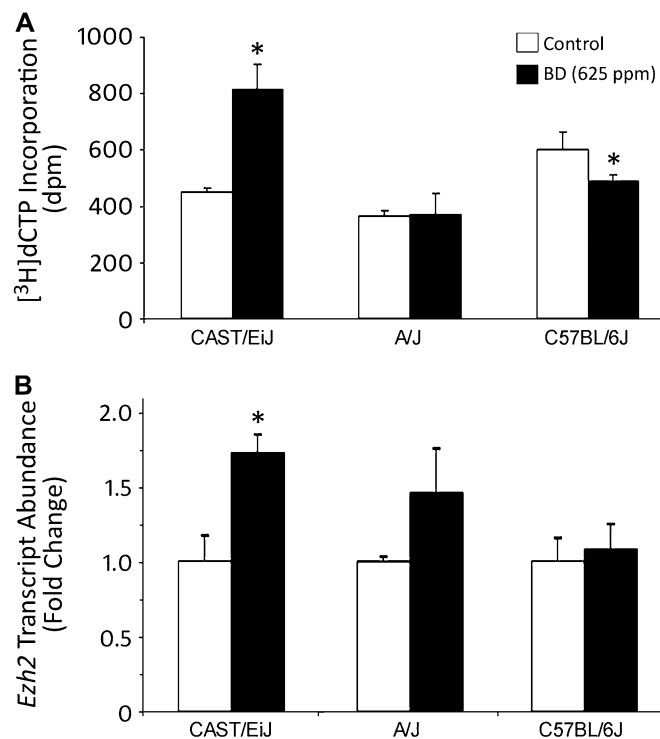 A
[³H]dCTP Incorporation
(dpm)
1000
800
600
400
200
0
*
*
Control
BD (625 ppm)
CAST/EiJ A/J C57BL/6J
B
Ezh2 Transcript Abundance
(Fold Change)
2.0
1.5
1.0
0.5
0
*
CAST/EiJ A/J C57BL/6J